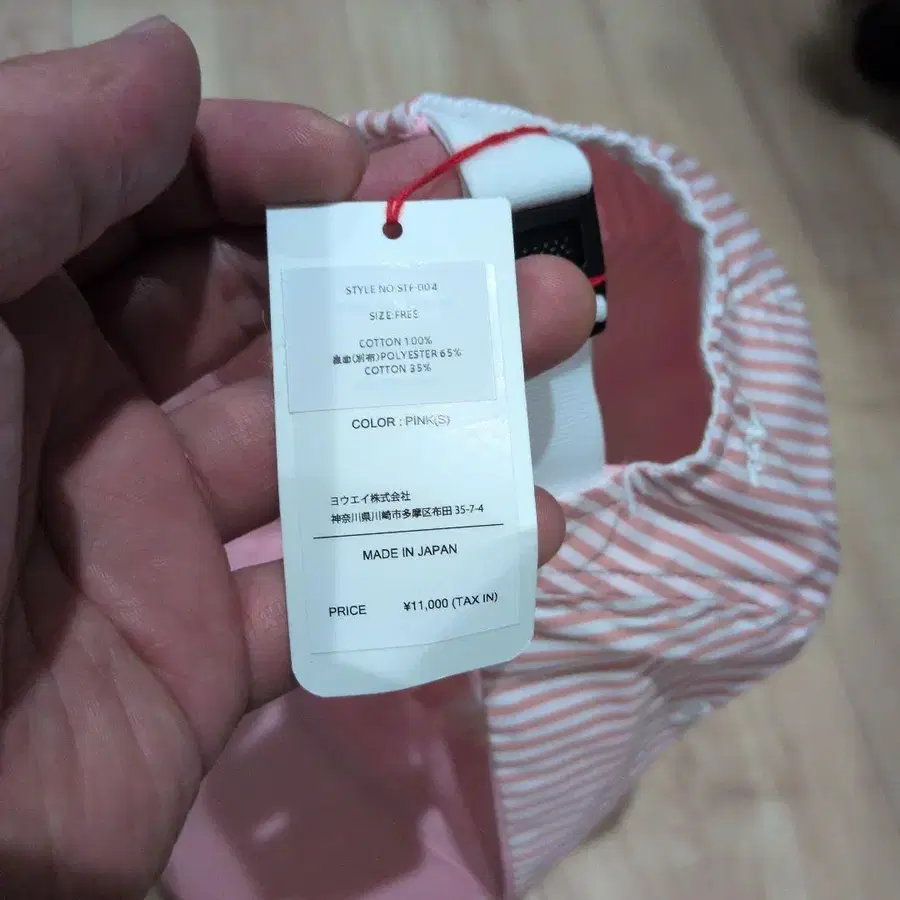 STYLE NO:STF-004
SIZE:FREE
COTTON 100%
(別布)POLYESTER 65%
COTTON 35%
COLOR : PINK(S)
ヨウエイ株式会社
神奈川県川崎市多摩区布田 35-7-4
MADE IN JAPAN
PRICE ¥11,000 (TAX IN)